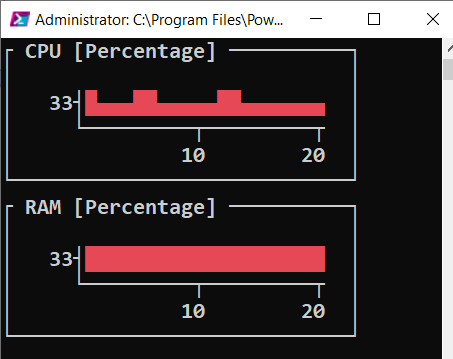 Administrator: C:\Program Files\Pow...
CPU [Percentage]
33
10 20
RAM [Percentage]
33
10 20